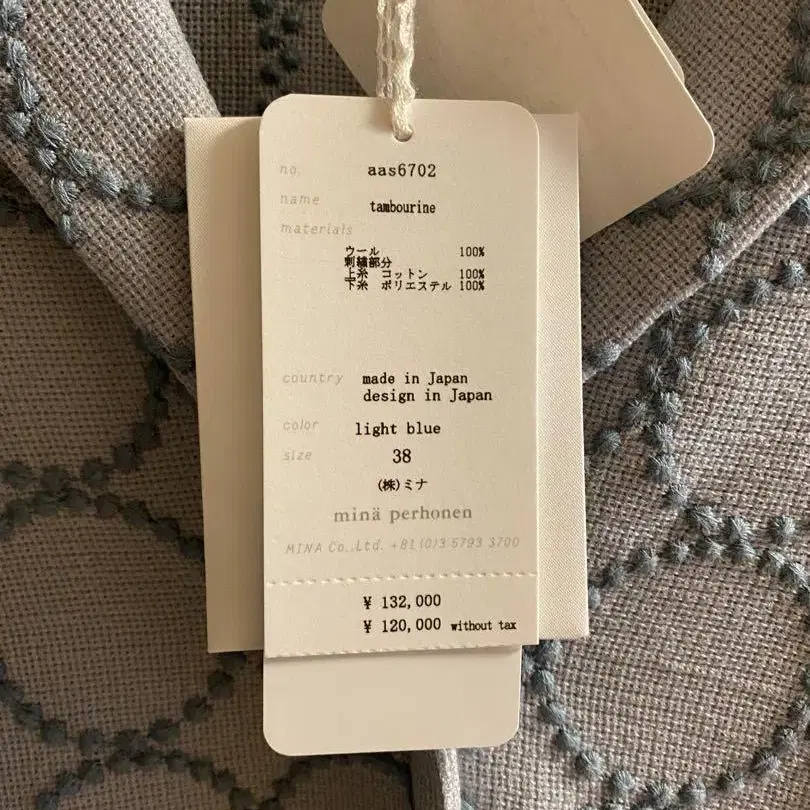 no. aas6702
name tambourine
materials
ウール 100%
刺繍部分
上糸 コットン 100%
下糸 ポリエステル 100%
country made in Japan
design in Japan
color light blue
size 38
(株)ミナ
minä perhonen
MINA Co.,Ltd. +81(0)3 5793 3700
¥ 132,000
¥ 120,000 without tax